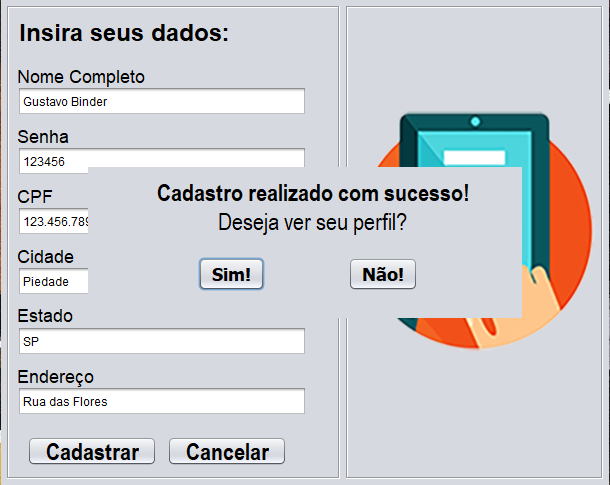 Insira seus dados:
Nome Completo
Gustavo Binder
Senha
123456
CPF
123.456.789
Cadastro realizado com sucesso!
Deseja ver seu perfil?
Sim! Não!
Cidade
Piedade
Estado
SP
Endereço
Rua das Flores
Cadastrar Cancelar